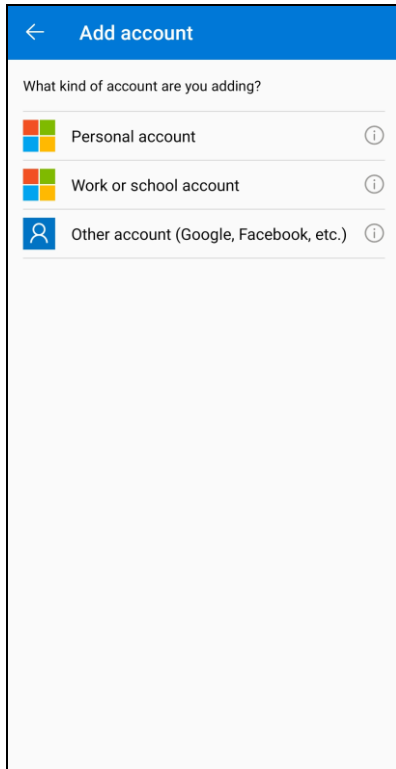 Add account
What kind of account are you adding?
Personal account
Work or school account
Other account (Google, Facebook, etc.)